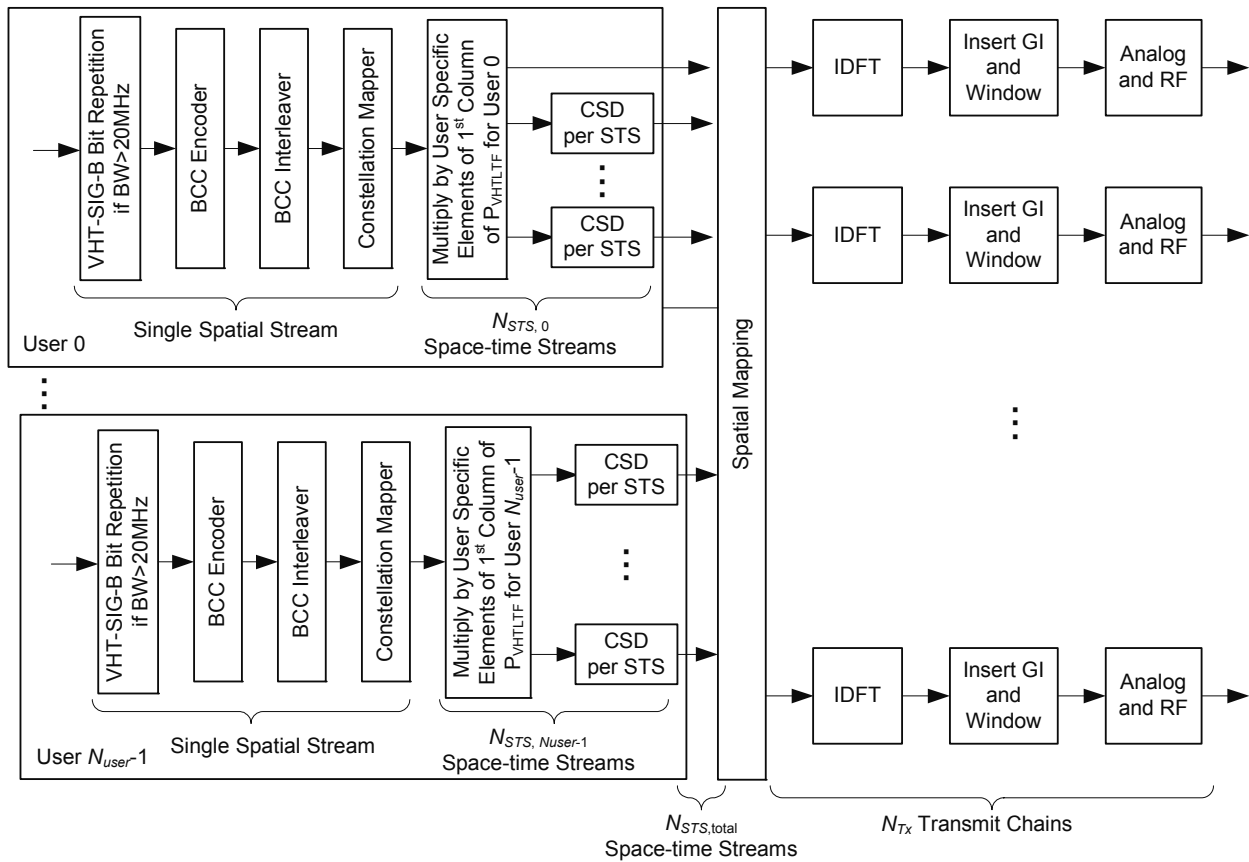 VHT-SIG-B Bit Repetition
if BW>20MHz
BCC Encoder
BCC Interleaver
Constellation Mapper
Multiply by User Specific
Elements of 1st Column
of PVHTLTF for User 0
CSD
per STS
CSD
per STS
Single Spatial Stream
NSTS, 0
Space-time Streams
User 0
VHT-SIG-B Bit Repetition
if BW>20MHz
BCC Encoder
BCC Interleaver
Constellation Mapper
Multiply by User Specific
Elements of 1st Column of
PVHTLTF for User Nuser-1
CSD
per STS
CSD
per STS
Single Spatial Stream
NSTS, Nuser-1
Space-time Streams
User Nuser-1
NSTS,total
Space-time Streams
Spatial Mapping
IDFT
Insert GI
and
Window
Analog
and RF
IDFT
Insert GI
and
Window
Analog
and RF
IDFT
Insert GI
and
Window
Analog
and RF
NTx Transmit Chains